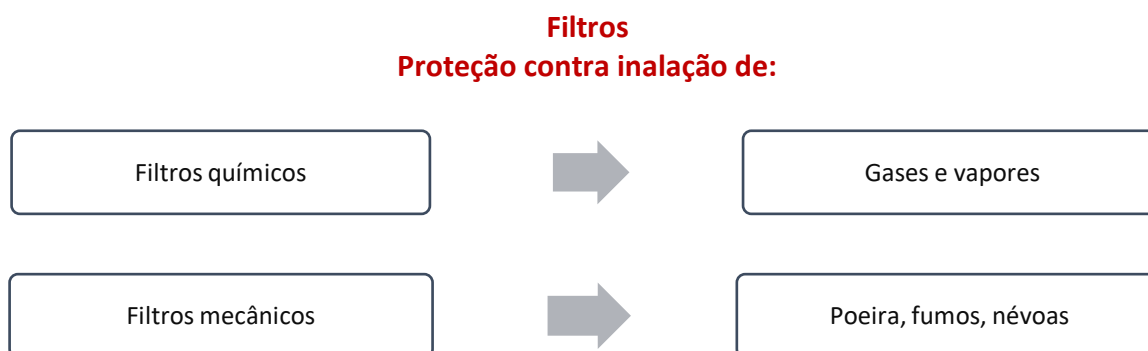 Filtros
Proteção contra inalação de:
Filtros químicos
Gases e vapores
Filtros mecânicos
Poeira, fumos, névoas